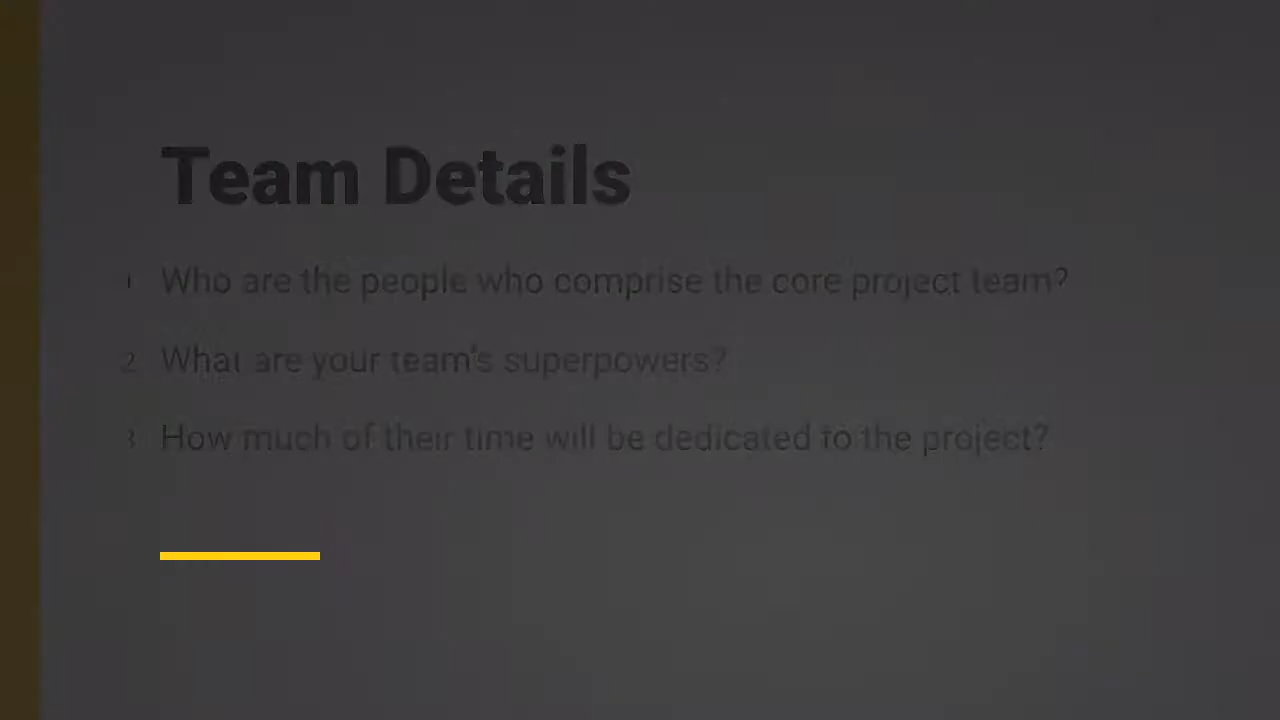 Team Details
1 Who are the people who comprise the core project team?
2 What are your team's superpowers?
3 How much of their time will be dedicated to the project?